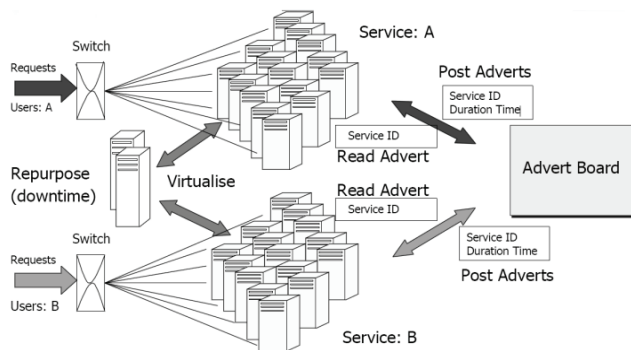 Switch
Service: A
Requests
Users: A
Post Adverts
Service ID
Duration Time
Service ID
Read Advert
Advert Board
Repurpose
(downtime)
Virtualise
Read Advert
Service ID
Switch
Service ID
Duration Time
Post Adverts
Requests
Users: B
Service: B